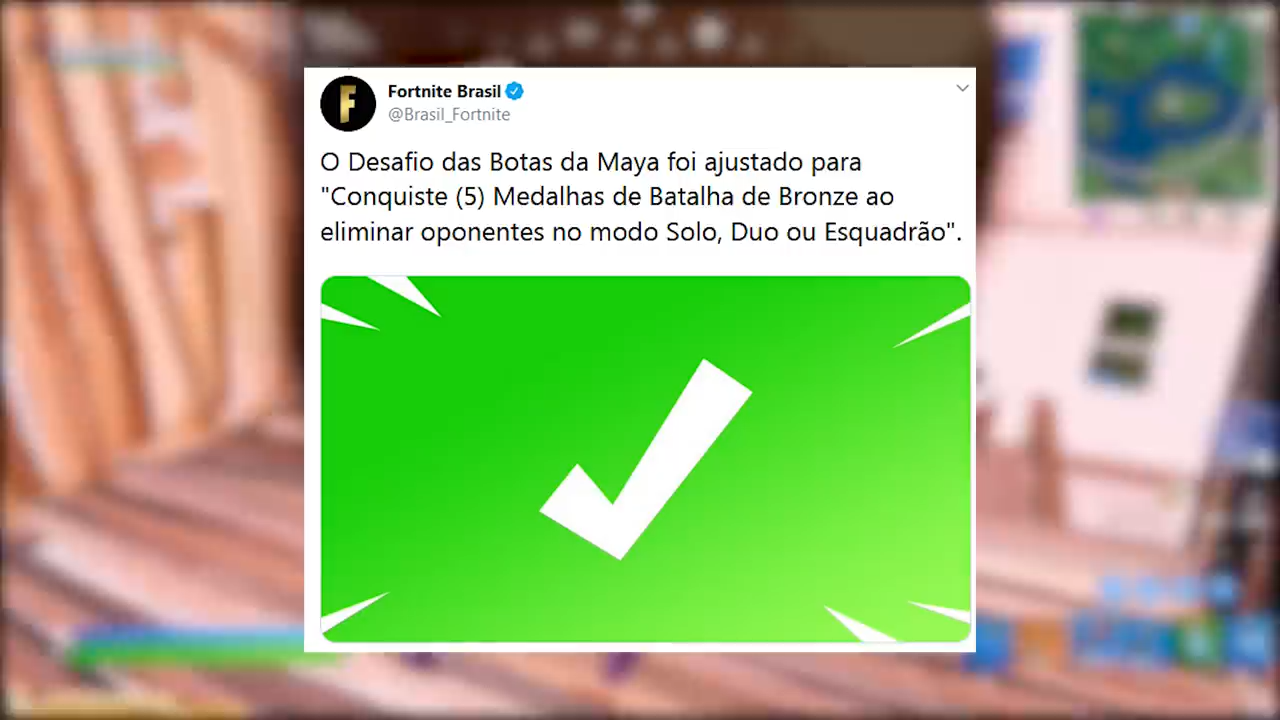 Fortnite Brasil
@Brasil_Fortnite
O Desafio das Botas da Maya foi ajustado para
"Conquiste (5) Medalhas de Batalha de Bronze ao
eliminar oponentes no modo Solo, Duo ou Esquadrão".